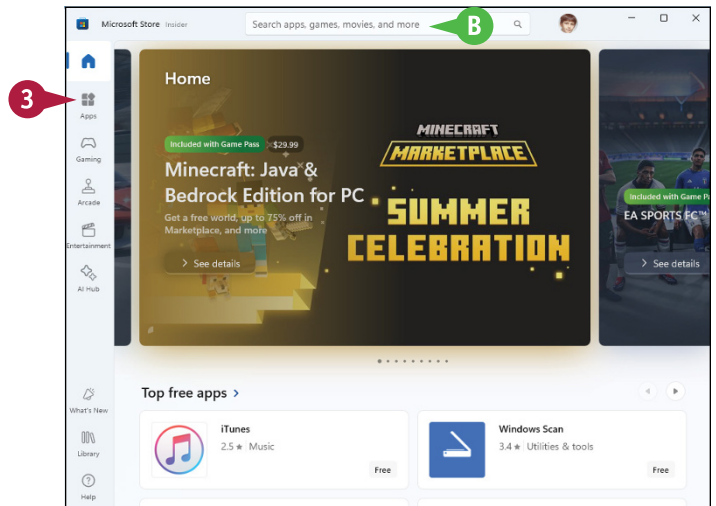 Microsoft Store Insider
Search apps, games, movies, and more
B
3
Apps
Gaming
Arcade
Entertainment
AI Hub
What's New
Library
Help
Home
Included with Game Pass $29.99
Minecraft: Java &
Bedrock Edition for PC
Get a free world, up to 75% off in
Marketplace, and more
See details
MINECRAFT
MARKETPLACE
SUMMER
CELEBRATION
Included with Game P
EA SPORTS FC™
See details
Top free apps
iTunes
2.5 Music
Free
Windows Scan
3.4 Utilities & tools
Free